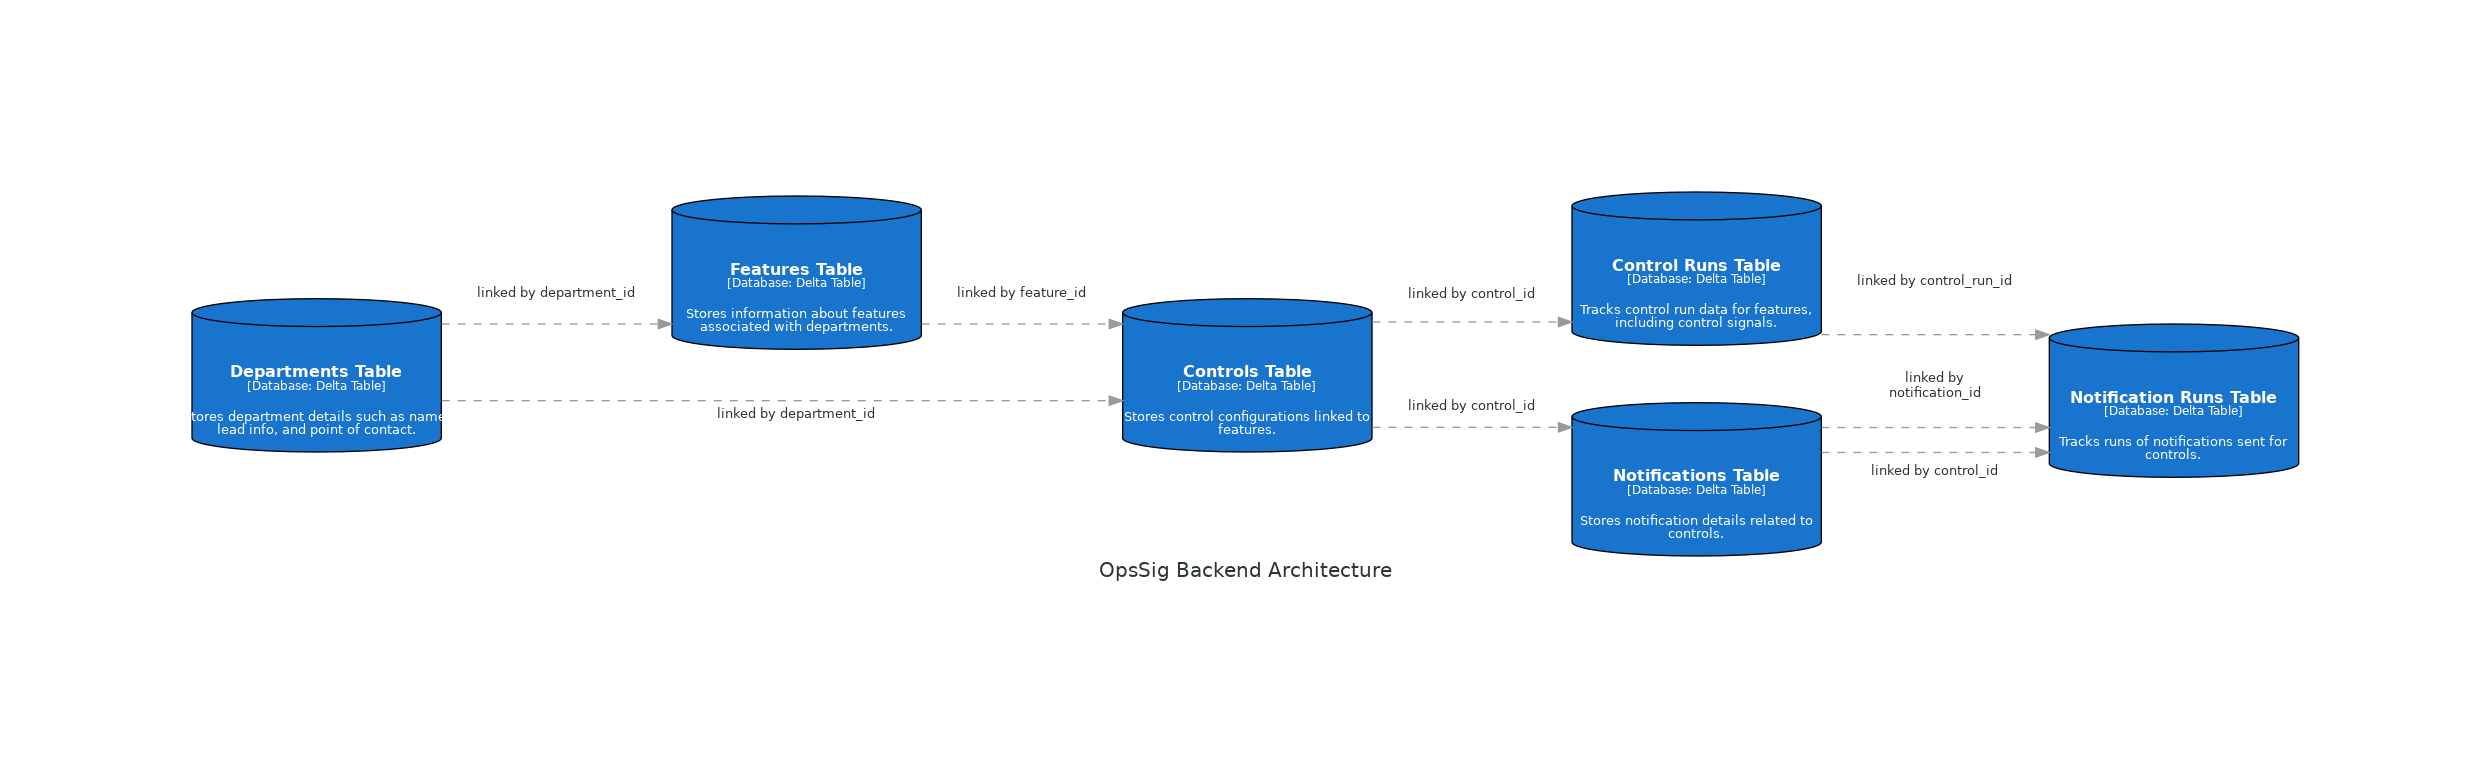 Departments Table
[Database: Delta Table]
tores department details such as name
lead info, and point of contact.
linked by department_id
Features Table
[Database: Delta Table]
Stores information about features
associated with departments.
linked by feature_id
linked by department_id
Controls Table
[Database: Delta Table]
Stores control configurations linked to
features.
linked by control_id
linked by control_id
Control Runs Table
[Database: Delta Table]
Tracks control run data for features,
including control signals.
Notifications Table
[Database: Delta Table]
Stores notification details related to
controls.
linked by control_run_id
linked by
notification_id
linked by control_id
Notification Runs Table
[Database: Delta Table]
Tracks runs of notifications sent for
controls.
OpsSig Backend Architecture